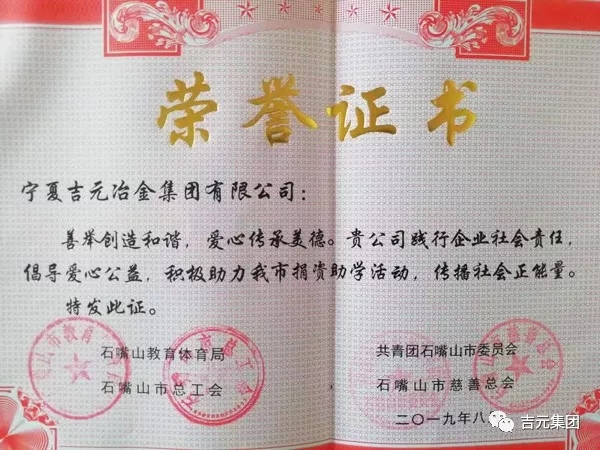 荣誉证书
宁夏吉元冶金集团有限公司：
善举创造和谐，爱心传承美德。贵公司践行企业社会责任，
倡导爱心公益，积极助力我市捐资助学活动，传播社会正能量。
特发此证。
石嘴山教育体育局
共青团石嘴山市委员会
石嘴山市总工会
石嘴山市慈善总会
二〇一九年八
吉元集团